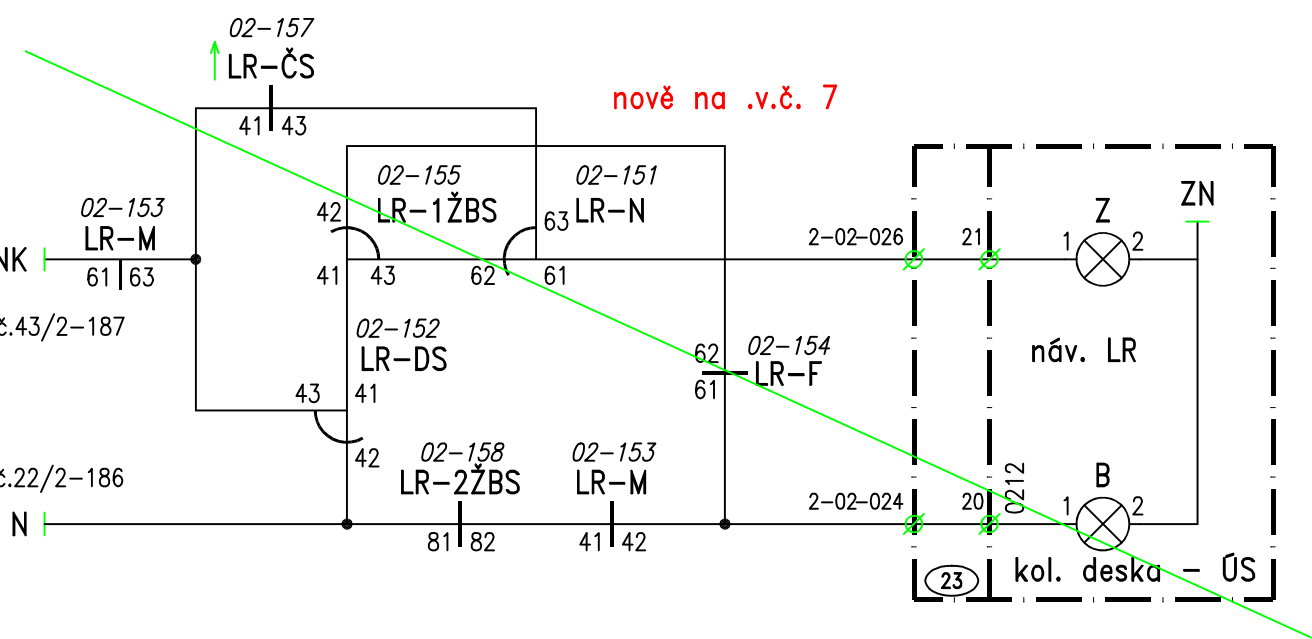 02-157
LR-ČS
41 43
nově na .v.č. 7
02-155
LR-1ŽBS
02-151
LR-N
02-153
LR-M
61 63
NK
42
41 43
62
63
61
2-02-026
21
1 Z 2
ZN
č.43/2-187
02-152
LR-DS
43 41
42
62
61
02-154
LR-F
náv. LR
č.22/2-186
N
02-158
LR-2ŽBS
81 82
02-153
LR-M
41 42
2-02-024
20
0212
1 B 2
23
kol. deska - ÚS